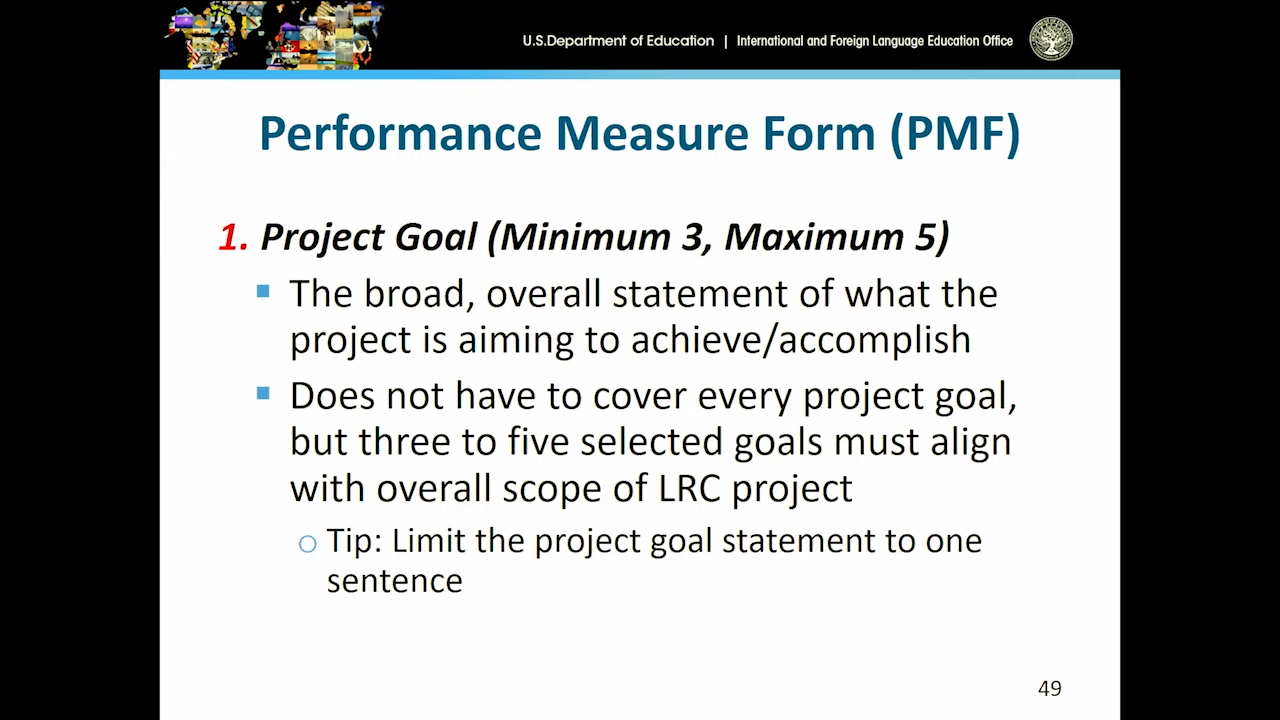 U.S.Department of Education | International and Foreign Language Education Office
Performance Measure Form (PMF)
1. Project Goal (Minimum 3, Maximum 5)
The broad, overall statement of what the
project is aiming to achieve/accomplish
Does not have to cover every project goal,
but three to five selected goals must align
with overall scope of LRC project
Tip: Limit the project goal statement to one
sentence
49